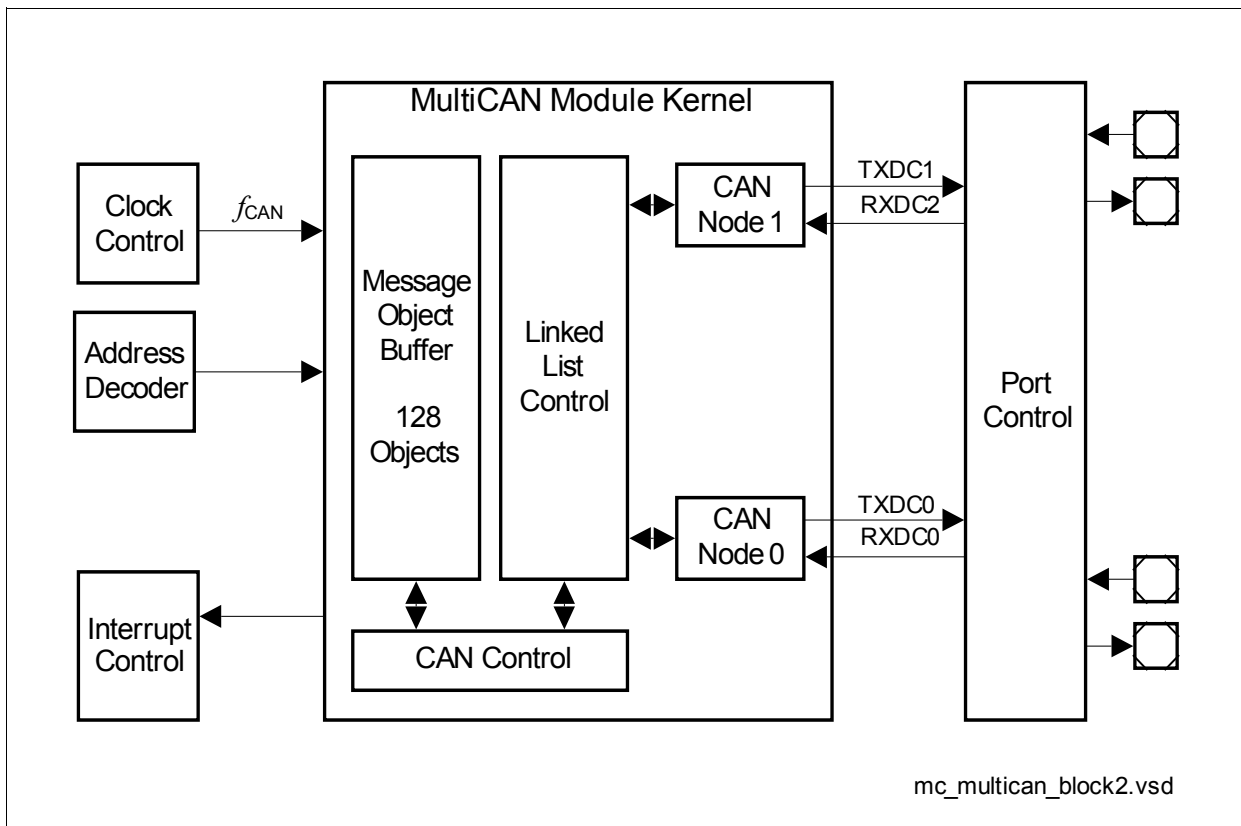 MultiCAN Module Kernel
Clock
Control
fCAN
Address
Decoder
Interrupt
Control
Message
Object
Buffer
128
Objects
Linked
List
Control
CAN Control
CAN
Node 1
TXDC1
RXDC2
CAN
Node 0
TXDC0
RXDC0
Port
Control
mc_multican_block2.vsd